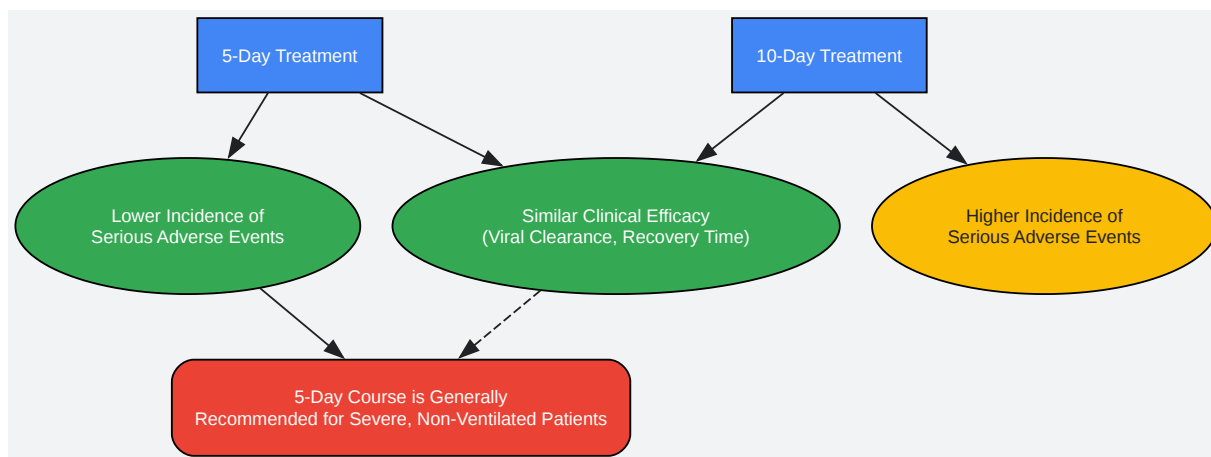 5-Day Treatment
10-Day Treatment
Lower Incidence of
Serious Adverse Events
Similar Clinical Efficacy
(Viral Clearance, Recovery Time)
Higher Incidence of
Serious Adverse Events
5-Day Course is Generally
Recommended for Severe, Non-Ventilated Patients